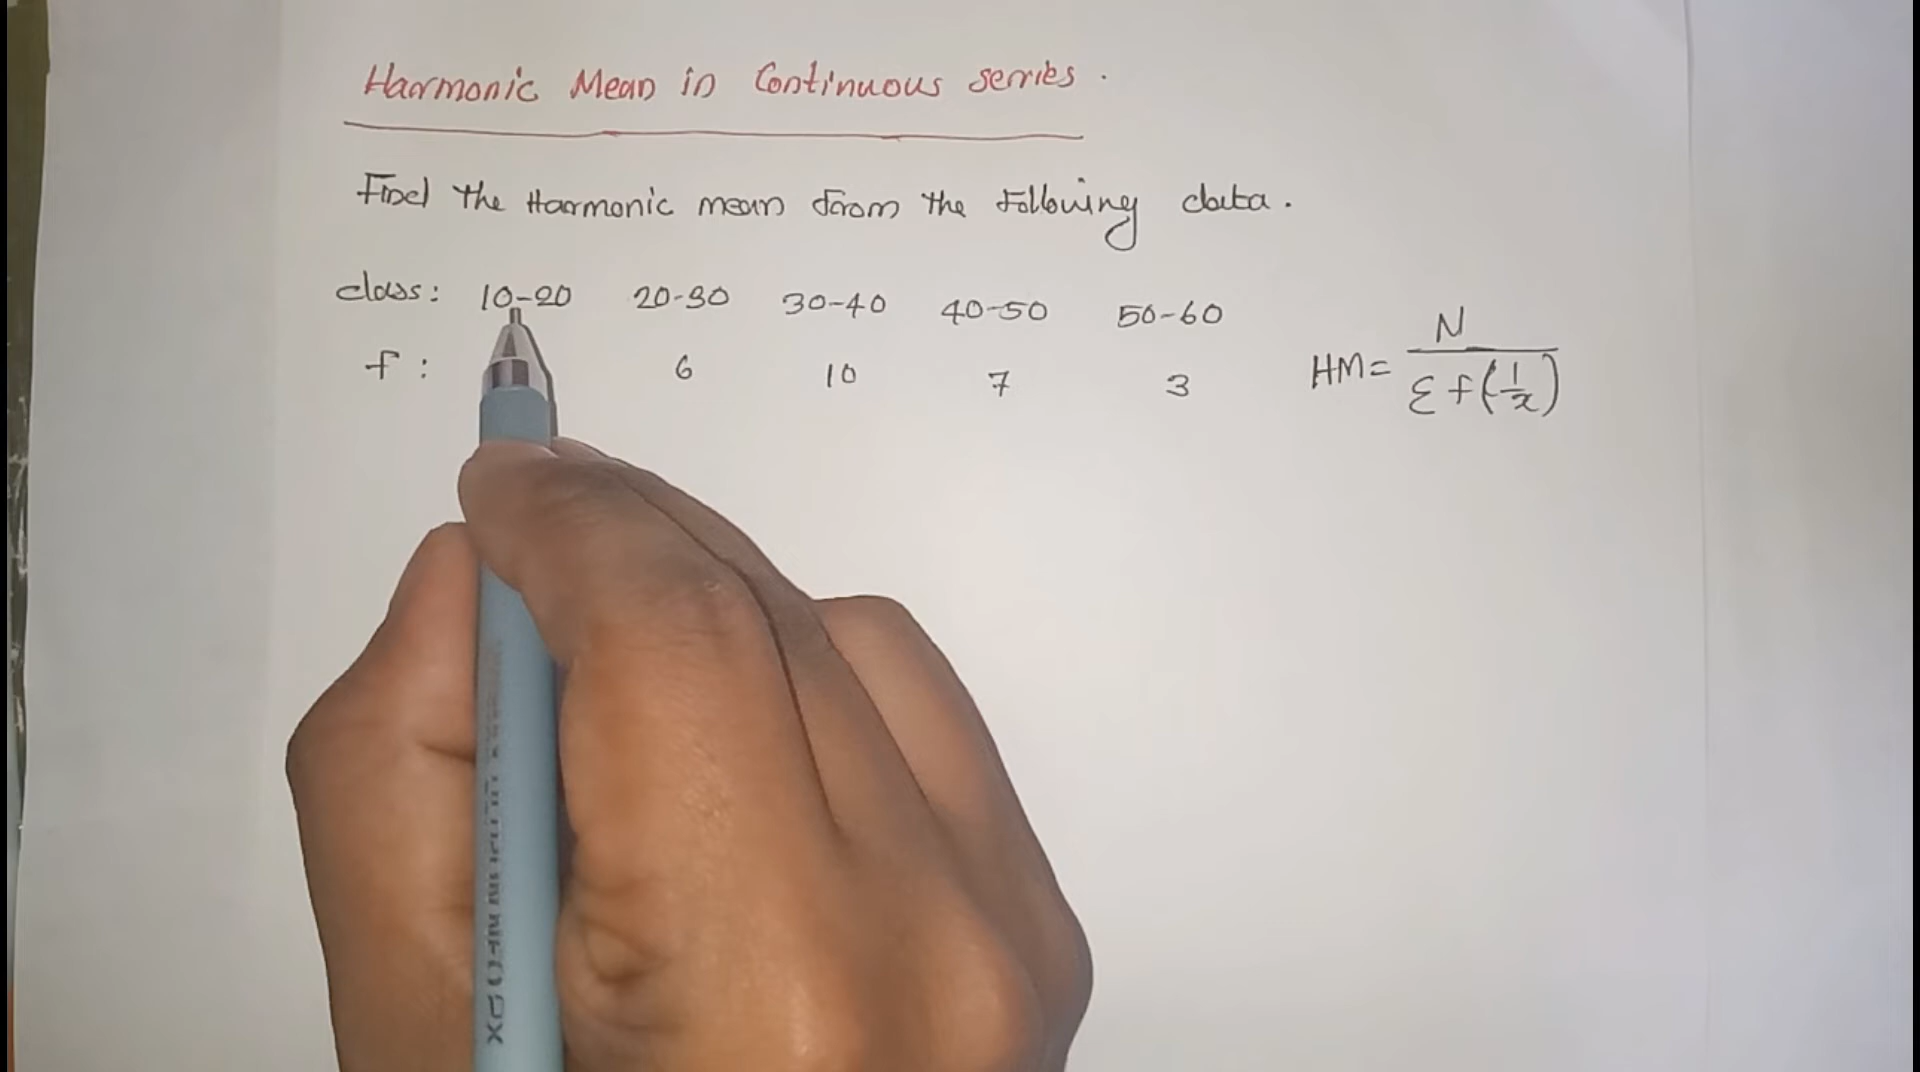 Harmonic Mean in Continuous series.
Find the Harmonic mean from the following data.
class: 10-20 20-30 30-40 40-50 50-60
f: 6 10 7 3
HM = N / Σ f(1/x)